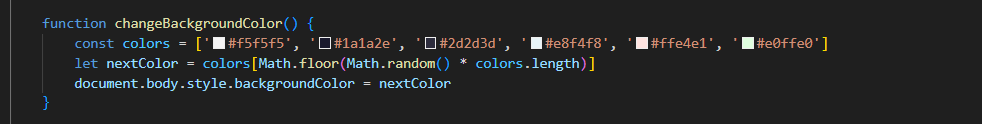 function changeBackgroundColor() {
const colors = ['#f5f5f5', '#1a1a2e', '#2d2d3d', '#e8f4f8', '#ffe4e1', '#e0ffe0']
let nextColor = colors[Math.floor(Math.random() * colors.length)]
document.body.style.backgroundColor = nextColor
}